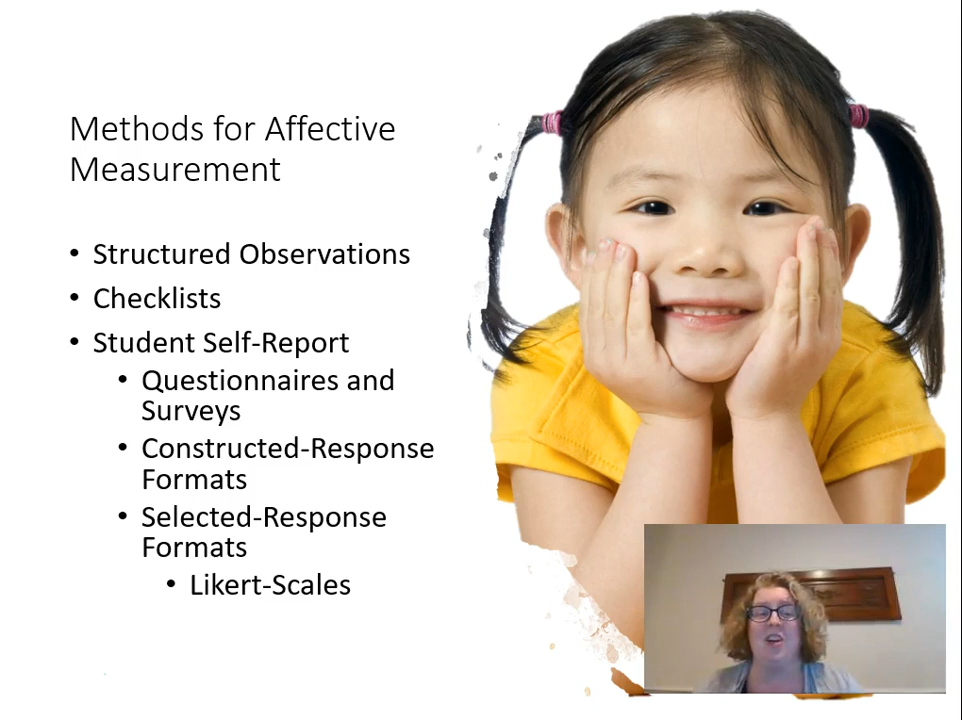 Methods for Affective
Measurement
• Structured Observations
• Checklists
• Student Self-Report
• Questionnaires and
Surveys
• Constructed-Response
Formats
• Selected-Response
Formats
• Likert-Scales